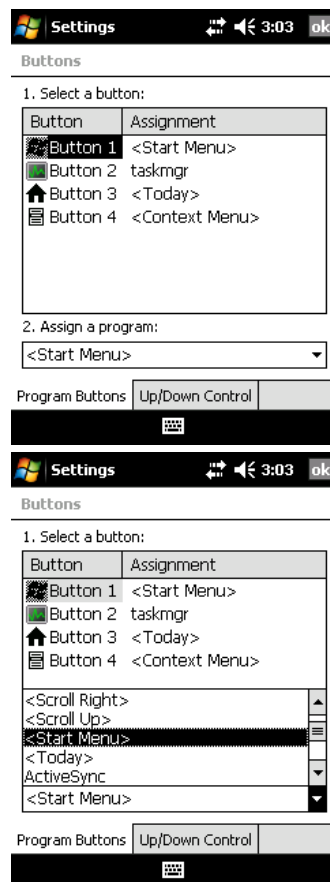 Settings 3:03 ok
Buttons
1. Select a button:
Button Assignment
Button 1 <Start Menu>
Button 2 taskmgr
Button 3 <Today>
Button 4 <Context Menu>
2. Assign a program:
<Start Menu>
Program Buttons Up/Down Control
Settings 3:03 ok
Buttons
1. Select a button:
Button Assignment
Button 1 <Start Menu>
Button 2 taskmgr
Button 3 <Today>
Button 4 <Context Menu>
<Scroll Right>
<Scroll Up>
<Start Menu>
<Today>
ActiveSync
<Start Menu>
Program Buttons Up/Down Control